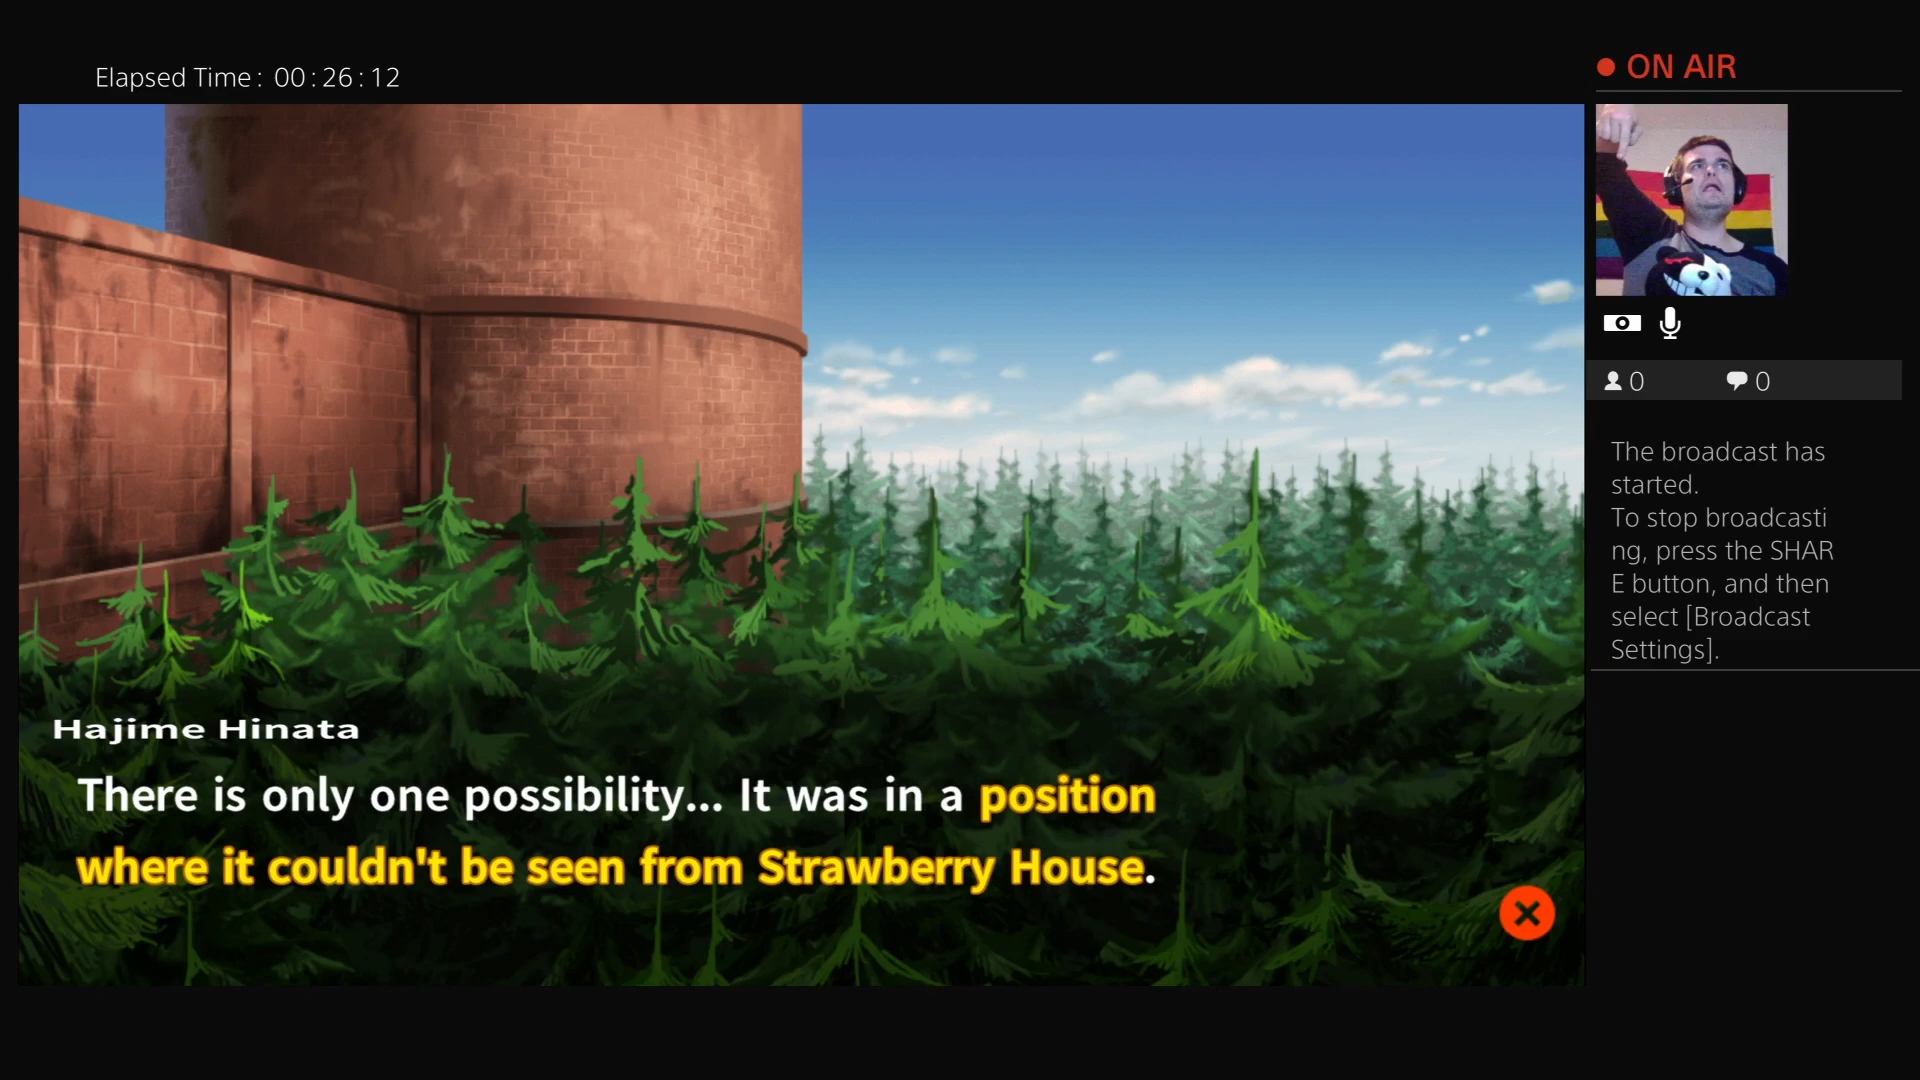 Elapsed Time: 00:26:12
ON AIR
0 0
The broadcast has
started.
To stop broadcasti
ng, press the SHAR
E button, and then
select [Broadcast
Settings].
Hajime Hinata
There is only one possibility... It was in a position
where it couldn't be seen from Strawberry House.